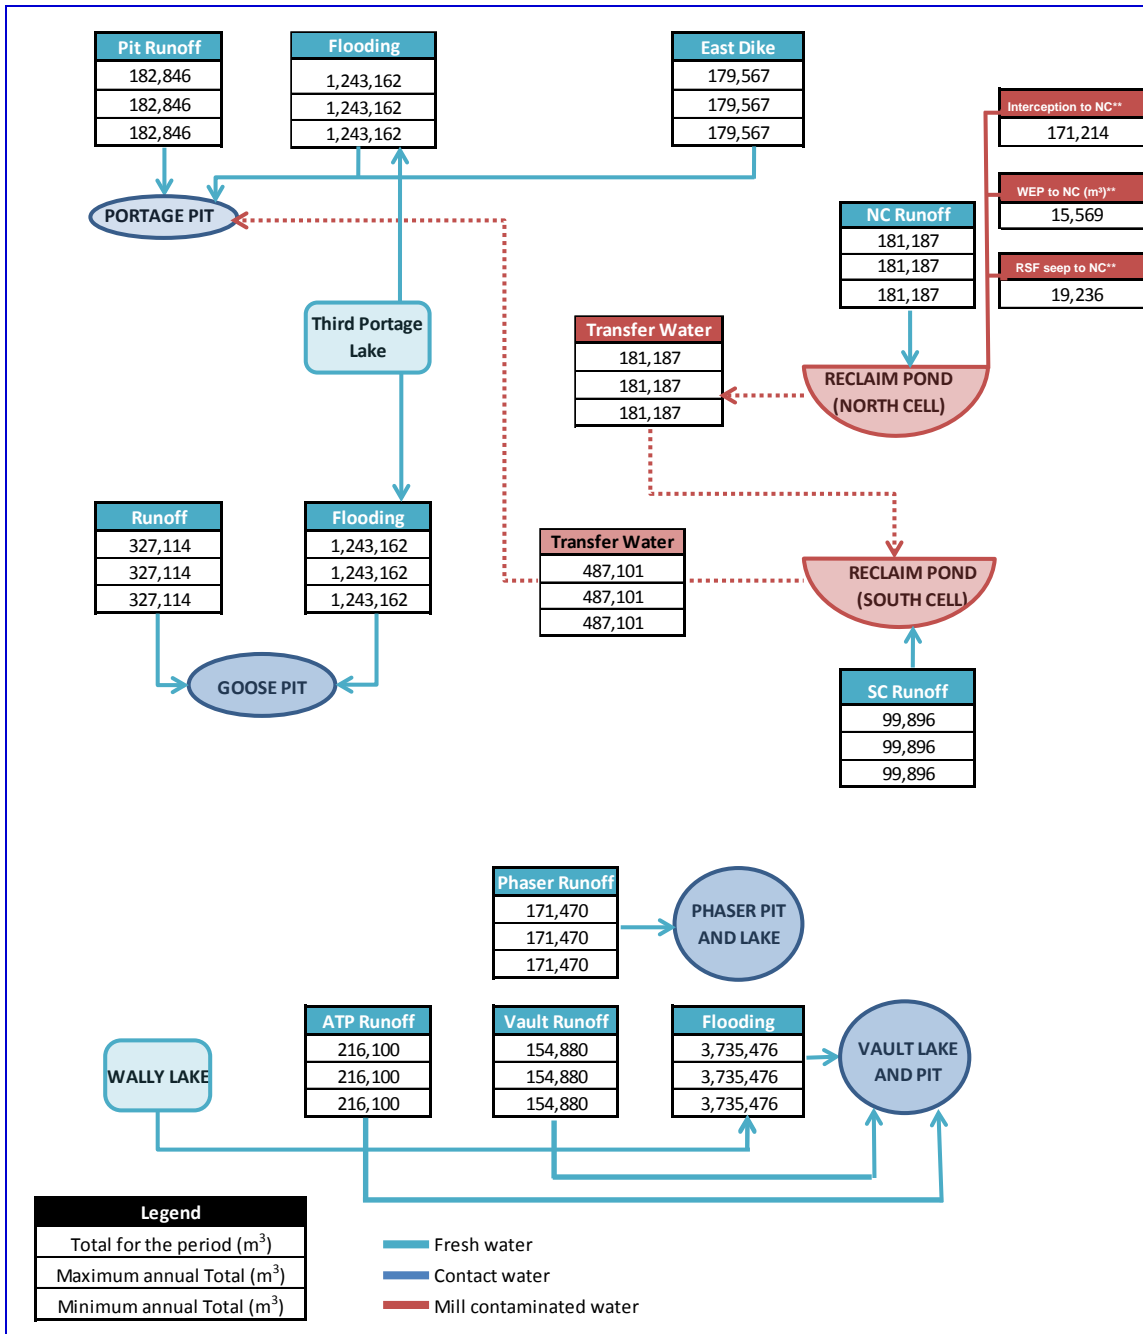 Pit Runoff
182,846
182,846
182,846
Flooding
1,243,162
1,243,162
1,243,162
East Dike
179,567
179,567
179,567
Interception to NC**
171,214
WEP to NC (m³)**
15,569
RSF seep to NC**
19,236
PORTAGE PIT
NC Runoff
181,187
181,187
181,187
Third Portage
Lake
Transfer Water
181,187
181,187
181,187
RECLAIM POND
(NORTH CELL)
Runoff
327,114
327,114
327,114
Flooding
1,243,162
1,243,162
1,243,162
Transfer Water
487,101
487,101
487,101
RECLAIM POND
(SOUTH CELL)
GOOSE PIT
SC Runoff
99,896
99,896
99,896
Phaser Runoff
171,470
171,470
171,470
PHASER PIT
AND LAKE
WALLY LAKE
ATP Runoff
216,100
216,100
216,100
Vault Runoff
154,880
154,880
154,880
Flooding
3,735,476
3,735,476
3,735,476
VAULT LAKE
AND PIT
Legend
Total for the period (m³)
Maximum annual Total (m³)
Minimum annual Total (m³)
Fresh water
Contact water
Mill contaminated water